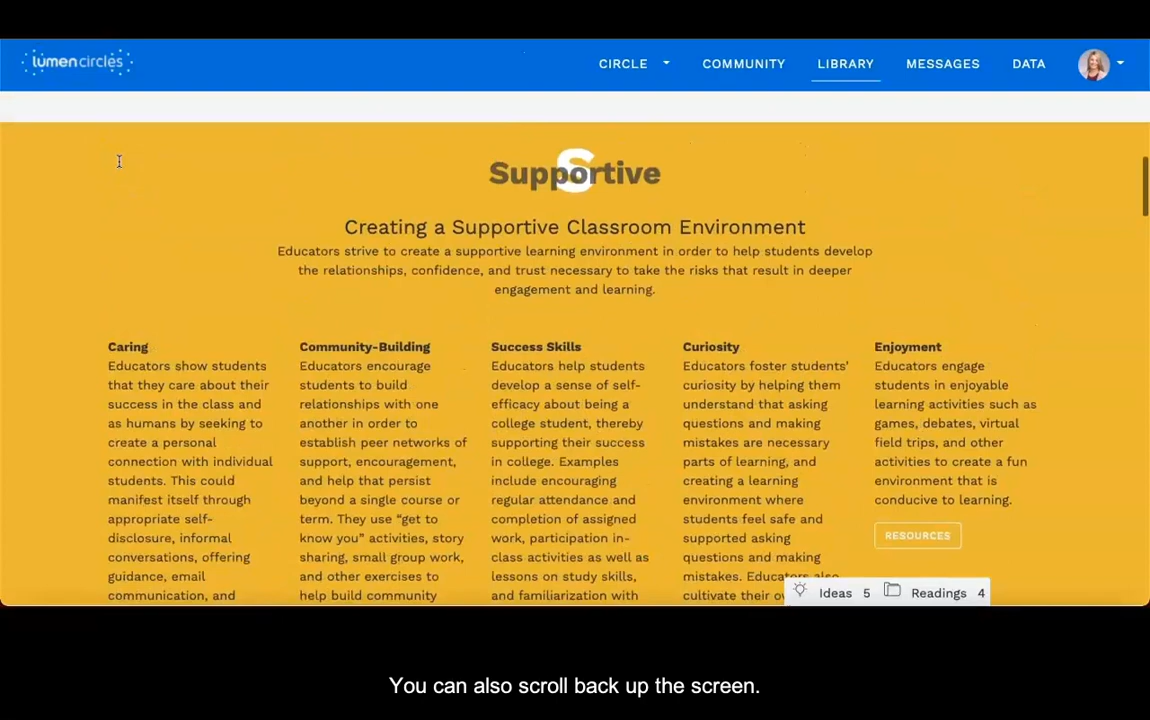 lumen circles
CIRCLE
COMMUNITY
LIBRARY
MESSAGES
DATA
S
Supportive
Creating a Supportive Classroom Environment
Educators strive to create a supportive learning environment in order to help students develop
the relationships, confidence, and trust necessary to take the risks that result in deeper
engagement and learning.
Caring
Educators show students
that they care about their
success in the class and
as humans by seeking to
create a personal
connection with individual
students. This could
manifest itself through
appropriate self-
disclosure, informal
conversations, offering
guidance, email
communication, and
Community-Building
Educators encourage
students to build
relationships with one
another in order to
establish peer networks of
support, encouragement,
and help that persist
beyond a single course or
term. They use “get to
know you” activities, story
sharing, small group work,
and other exercises to
help build community
Success Skills
Educators help students
develop a sense of self-
efficacy about being a
college student, thereby
supporting their success
in college. Examples
include encouraging
regular attendance and
completion of assigned
work, participation in-
class activities as well as
lessons on study skills,
and familiarization with
Curiosity
Educators foster students’
curiosity by helping them
understand that asking
questions and making
mistakes are necessary
parts of learning, and
creating a learning
environment where
students feel safe and
supported asking
questions and making
mistakes. Educators also
cultivate their
Enjoyment
Educators engage
students in enjoyable
learning activities such as
games, debates, virtual
field trips, and other
activities to create a fun
environment that is
conducive to learning.
RESOURCES
Ideas 5 Readings 4
You can also scroll back up the screen.